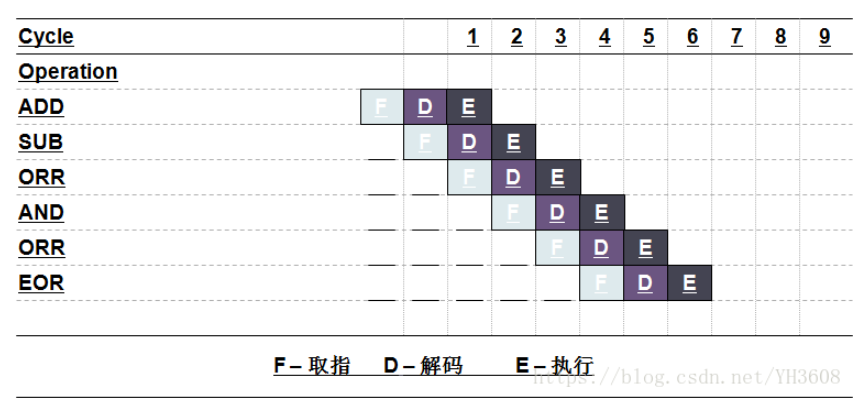 Cycle 1 2 3 4 5 6 7 8 9
Operation
ADD F D E
SUB F D E
ORR F D E
AND F D E
ORR F D E
EOR F D E
F – 取指 D – 解码 E – 执行
https://blog.csdn.net/YH3608